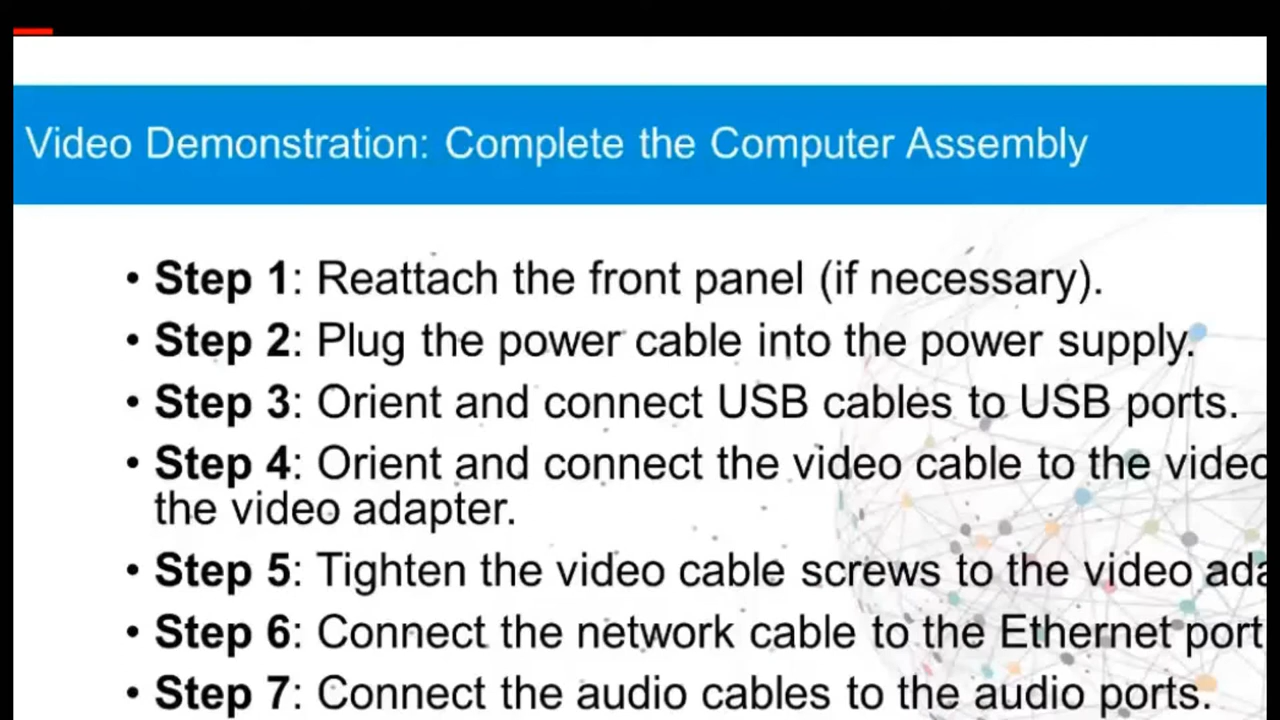 Video Demonstration: Complete the Computer Assembly
• Step 1: Reattach the front panel (if necessary).
• Step 2: Plug the power cable into the power supply.
• Step 3: Orient and connect USB cables to USB ports.
• Step 4: Orient and connect the video cable to the video
the video adapter.
• Step 5: Tighten the video cable screws to the video
• Step 6: Connect the network cable to the Ethernet port
• Step 7: Connect the audio cables to the audio ports.